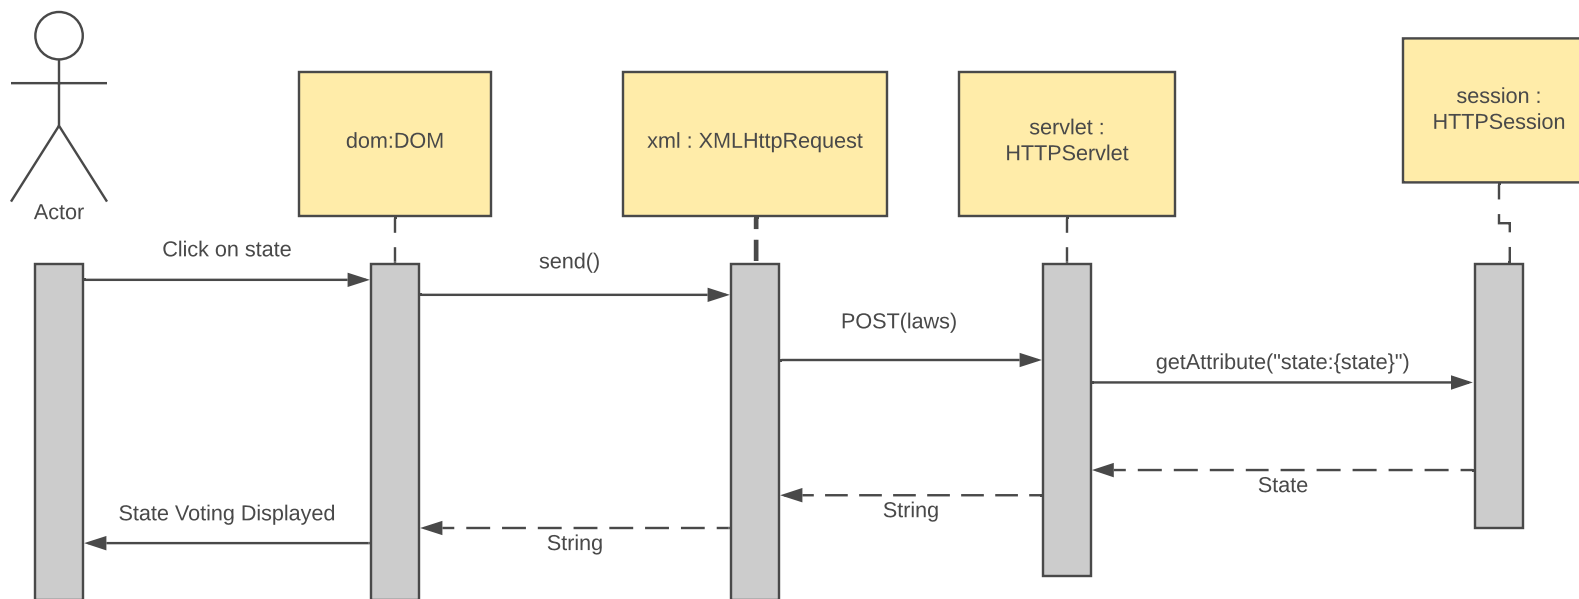 session :
HTTPSession
servlet :
HTTPServlet
dom:DOM
xml : XMLHttpRequest
Actor
Click on state
send()
POST(laws)
getAttribute("state:{state}")
State
String
State Voting Displayed
String